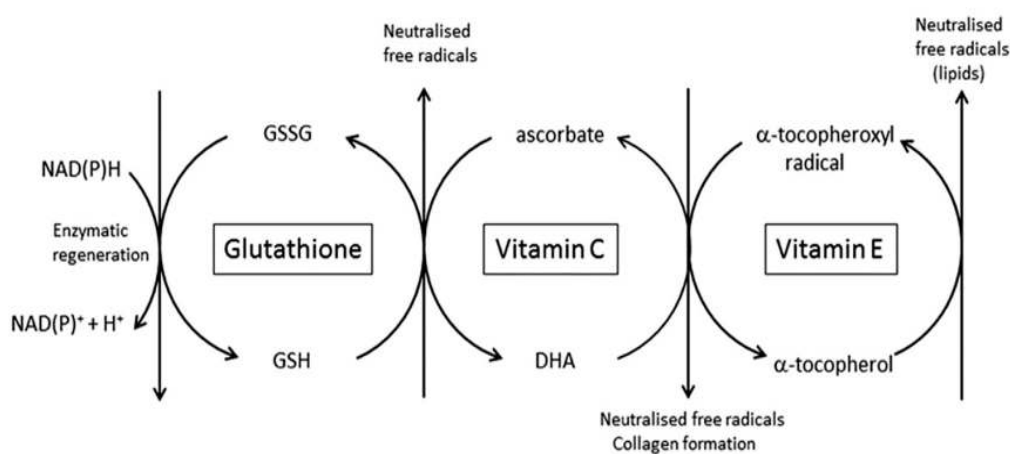 Neutralised
free radicals
Neutralised
free radicals
(lipids)
GSSG
ascorbate
α-tocopheroxyl
radical
NAD(P)H
Enzymatic
regeneration
Glutathione
Vitamin C
Vitamin E
NAD(P)⁺ + H⁺
GSH
DHA
α-tocopherol
Neutralised free radicals
Collagen formation